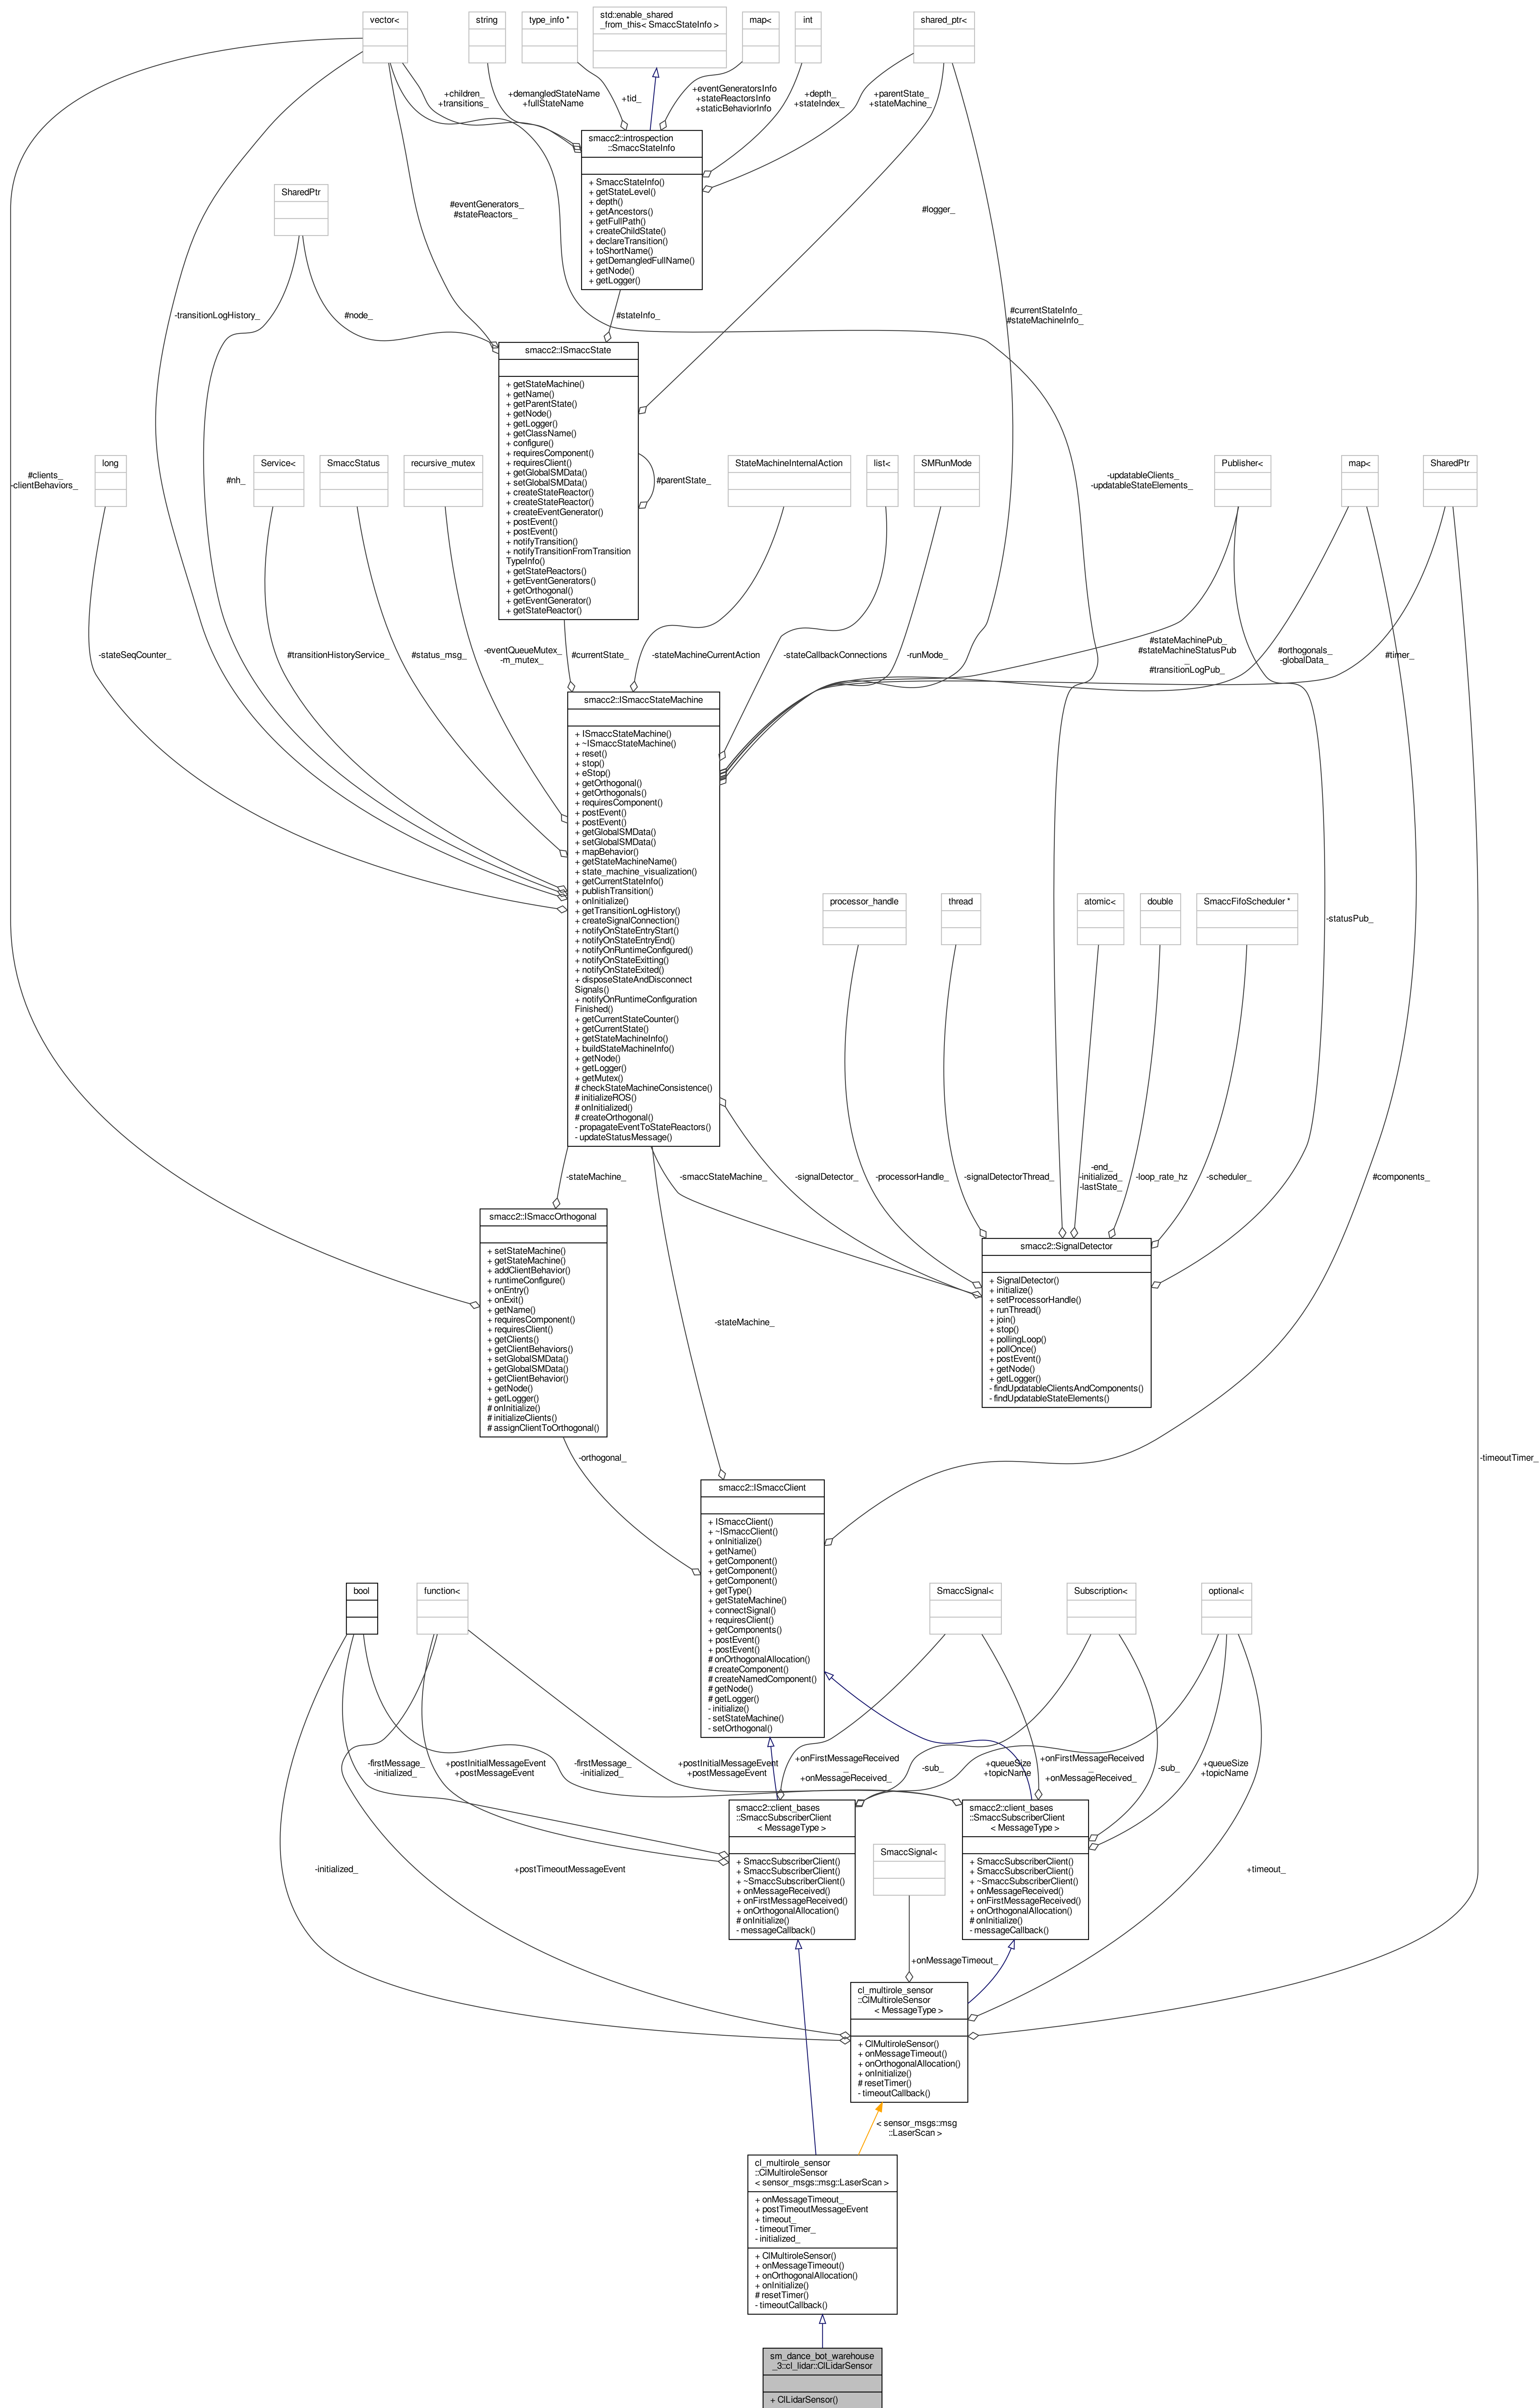 vector<
string
type_info *
std::enable_shared
_from_this< SmaccStateInfo >
map<
int
shared_ptr<
+children_
+transitions_
+demangledStateName
+fullStateName
+tid_
+eventGeneratorsInfo
+stateReactorsInfo
+staticBehaviorInfo
+depth_
+stateIndex_
+parentState_
+stateMachine_
smacc2::introspection
::SmaccStateInfo
+ SmaccStateInfo()
+ getStateLevel()
+ depth()
+ getAncestors()
+ getFullPath()
+ createChildState()
+ declareTransition()
+ toShortName()
+ getDemangledFullName()
+ getNode()
+ getLogger()
SharedPtr
#eventGenerators_
#stateReactors_
#logger_
-transitionLogHistory_
#node_
#stateInfo_
#currentStateInfo_
#stateMachineInfo_
smacc2::ISmaccState
+ getStateMachine()
+ getName()
+ getParentState()
+ getNode()
+ getLogger()
+ getClassName()
+ configure()
+ requiresComponent()
+ requiresClient()
+ getGlobalSMData()
+ setGlobalSMData()
+ createStateReactor()
+ createStateReactor()
+ createEventGenerator()
+ postEvent()
+ postEvent()
+ notifyTransition()
+ notifyTransitionFromTransition
TypeInfo()
+ getStateReactors()
+ getEventGenerators()
+ getOrthogonal()
+ getEventGenerator()
+ getStateReactor()
#clients_
-clientBehaviors_
long
#nh_
Service<
SmaccStatus
recursive_mutex
#parentState_
StateMachineInternalAction
list<
SMRunMode
-updatableClients_
-updatableStateElements_
Publisher<
map<
SharedPtr
-stateSeqCounter_
#transitionHistoryService_
#status_msg_
-eventQueueMutex_
-m_mutex_
#currentState_
-stateMachineCurrentAction
-stateCallbackConnections
-runMode_
#stateMachinePub_
#stateMachineStatusPub
_
#transitionLogPub_
#orthogonals_
-globalData_
#timer_
smacc2::ISmaccStateMachine
+ ISmaccStateMachine()
+ ~ISmaccStateMachine()
+ reset()
+ stop()
+ eStop()
+ getOrthogonal()
+ getOrthogonals()
+ requiresComponent()
+ postEvent()
+ postEvent()
+ getGlobalSMData()
+ setGlobalSMData()
+ mapBehavior()
+ getStateMachineName()
+ state_machine_visualization()
+ getCurrentStateInfo()
+ publishTransition()
+ onInitialize()
+ getTransitionLogHistory()
+ createSignalConnection()
+ notifyOnStateEntryStart()
+ notifyOnStateEntryEnd()
+ notifyOnRuntimeConfigured()
+ notifyOnStateExitting()
+ notifyOnStateExited()
+ disposeStateAndDisconnect
Signals()
+ notifyOnRuntimeConfiguration
Finished()
+ getCurrentStateCounter()
+ getCurrentState()
+ getStateMachineInfo()
+ buildStateMachineInfo()
+ getNode()
+ getLogger()
+ getMutex()
# checkStateMachineConsistence()
# initializeROS()
# onInitialized()
# createOrthogonal()
- propagateEventToStateReactors()
- updateStatusMessage()
processor_handle
thread
atomic<
double
SmaccFifoScheduler *
-statusPub_
-stateMachine_
-smaccStateMachine_
-signalDetector_
-processorHandle_
-signalDetectorThread_
-end_
-initialized_
-lastState_
-loop_rate_hz
-scheduler_
#components_
smacc2::ISmaccOrthogonal
+ setStateMachine()
+ getStateMachine()
+ addClientBehavior()
+ runtimeConfigure()
+ onEntry()
+ onExit()
+ getName()
+ requiresComponent()
+ requiresClient()
+ getClients()
+ getClientBehaviors()
+ setGlobalSMData()
+ getGlobalSMData()
+ getClientBehavior()
+ getNode()
+ getLogger()
# onInitialize()
# initializeClients()
# assignClientToOrthogonal()
smacc2::SignalDetector
+ SignalDetector()
+ initialize()
+ setProcessorHandle()
+ runThread()
+ join()
+ stop()
+ pollingLoop()
+ pollOnce()
+ postEvent()
+ getNode()
+ getLogger()
- findUpdatableClientsAndComponents()
- findUpdatableStateElements()
-stateMachine_
-orthogonal_
-timeoutTimer_
smacc2::ISmaccClient
+ ISmaccClient()
+ ~ISmaccClient()
+ onInitialize()
+ getName()
+ getComponent()
+ getComponent()
+ getComponent()
+ getType()
+ getStateMachine()
+ connectSignal()
+ requiresClient()
+ getComponents()
+ postEvent()
+ postEvent()
# onOrthogonalAllocation()
# createComponent()
# createNamedComponent()
# getNode()
# getLogger()
- initialize()
- setStateMachine()
- setOrthogonal()
bool
function<
SmaccSignal<
Subscription<
optional<
-firstMessage_
-initialized_
+postInitialMessageEvent
+postMessageEvent
-firstMessage_
-initialized_
+postInitialMessageEvent
+postMessageEvent
+onFirstMessageReceived
_
+onMessageReceived_
-sub_
+queueSize
+topicName
+onFirstMessageReceived
_
+onMessageReceived_
-sub_
+queueSize
+topicName
smacc2::client_bases
::SmaccSubscriberClient
< MessageType >
+ SmaccSubscriberClient()
+ SmaccSubscriberClient()
+ ~SmaccSubscriberClient()
+ onMessageReceived()
+ onFirstMessageReceived()
+ onOrthogonalAllocation()
# onInitialize()
- messageCallback()
smacc2::client_bases
::SmaccSubscriberClient
< MessageType >
+ SmaccSubscriberClient()
+ SmaccSubscriberClient()
+ ~SmaccSubscriberClient()
+ onMessageReceived()
+ onFirstMessageReceived()
+ onOrthogonalAllocation()
# onInitialize()
- messageCallback()
SmaccSignal<
-initialized_
+postTimeoutMessageEvent
+timeout_
+onMessageTimeout_
cl_multirole_sensor
::ClMultiroleSensor
< MessageType >
+ ClMultiroleSensor()
+ onMessageTimeout()
+ onOrthogonalAllocation()
+ onInitialize()
# resetTimer()
- timeoutCallback()
< sensor_msgs::msg
::LaserScan >
cl_multirole_sensor
::ClMultiroleSensor
< sensor_msgs::msg::LaserScan >
+ onMessageTimeout_
+ postTimeoutMessageEvent
+ timeout_
- timeoutTimer_
- initialized_
+ ClMultiroleSensor()
+ onMessageTimeout()
+ onOrthogonalAllocation()
+ onInitialize()
# resetTimer()
- timeoutCallback()
sm_dance_bot_warehouse
_3::cl_lidar::ClLidarSensor
+ ClLidarSensor()